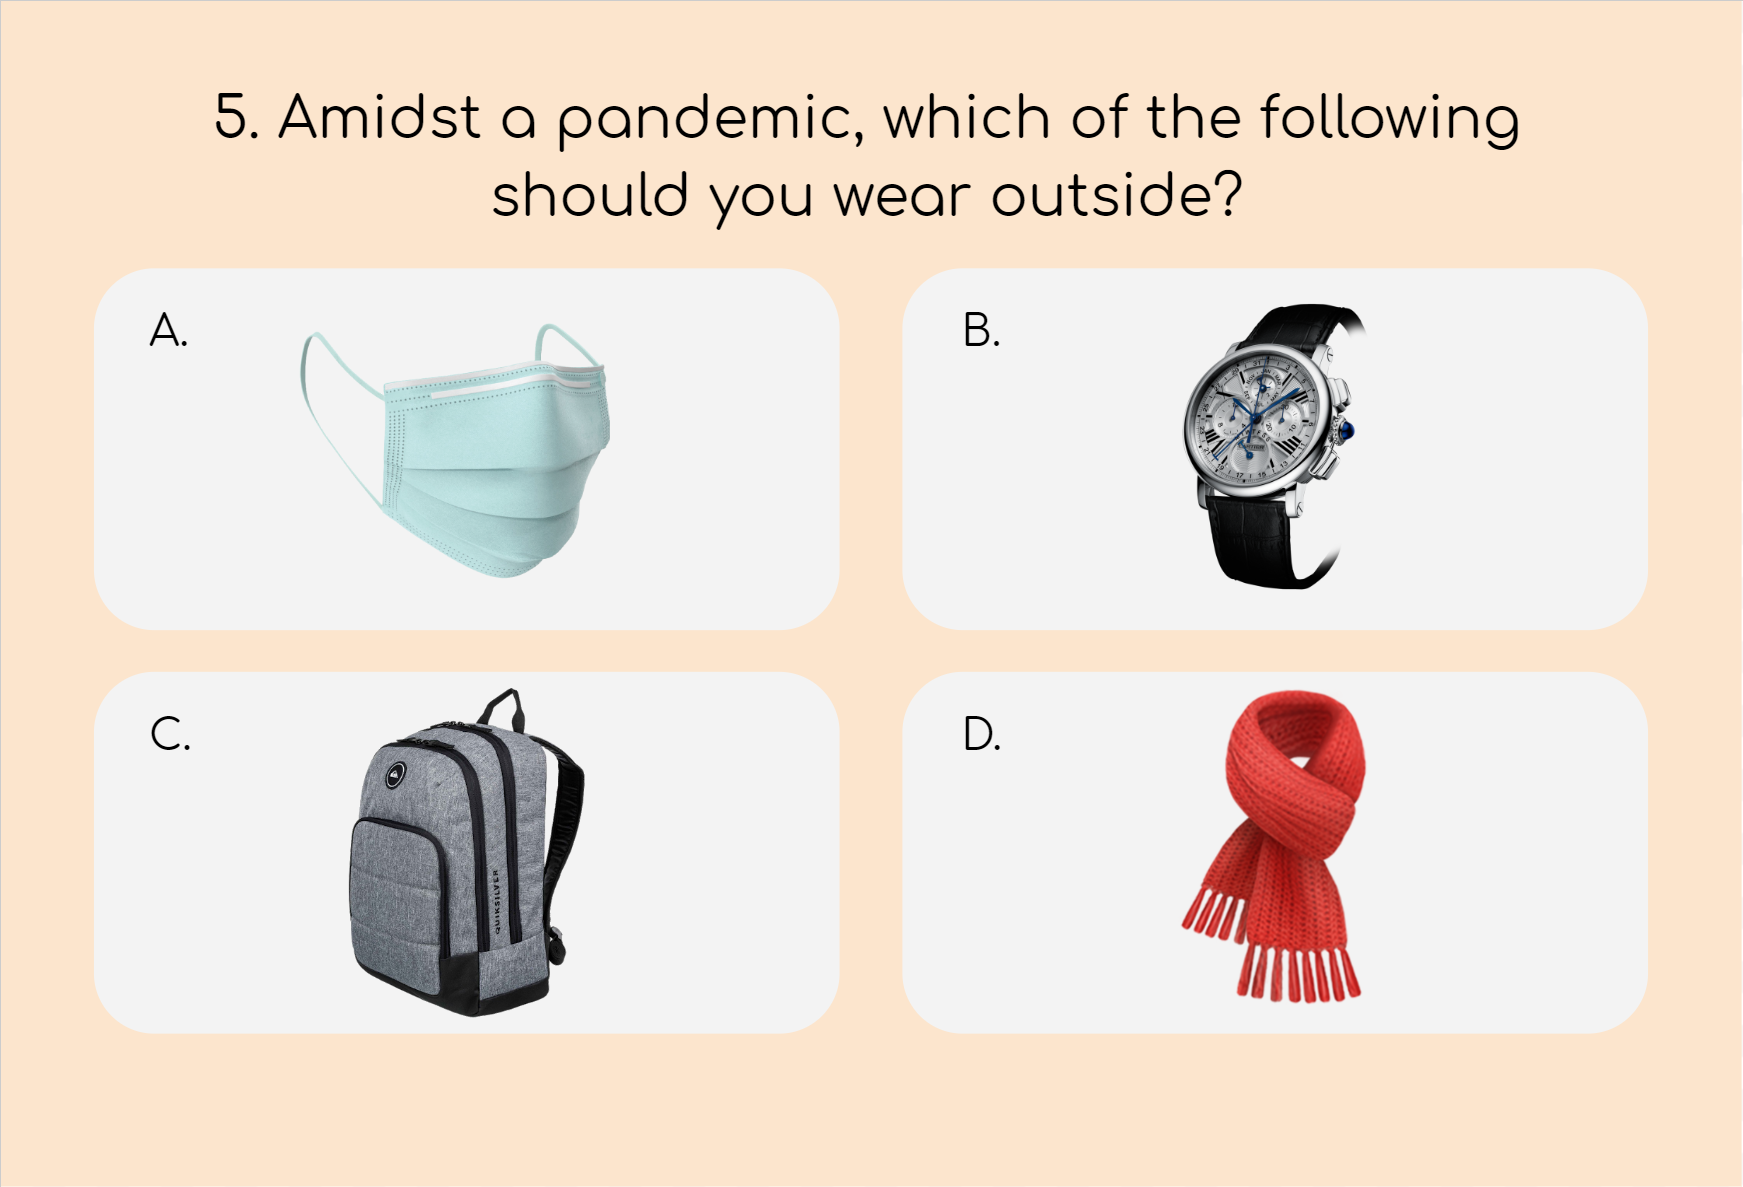 5. Amidst a pandemic, which of the following
should you wear outside?
A.
B.
C.
QUIKSILVER
D.